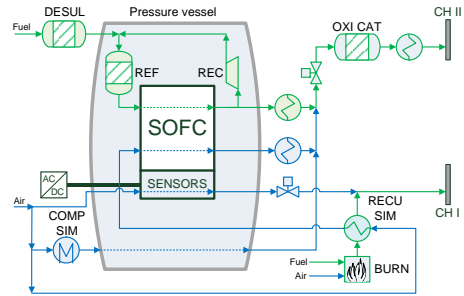 DESUL
Pressure vessel
OXI CAT
CH II
Fuel
REF
REC
SOFC
SENSORS
AC
DC
Air
COMP
SIM
RECU
SIM
CH I
Fuel
Air
BURN
M